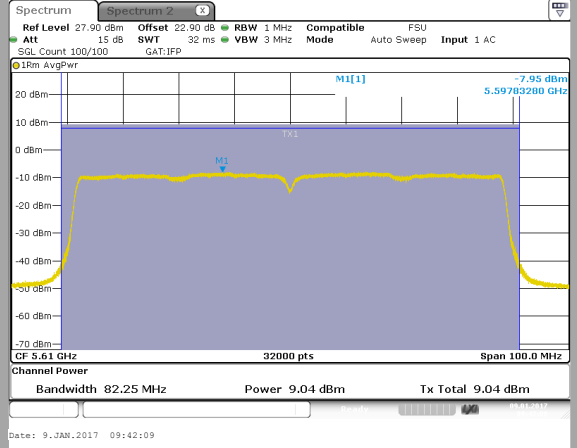 Spectrum Spectrum 2 X
Ref Level 27.90 dBm Offset 22.90 dB RBW 1 MHz Compatible FSU
Att 15 dB SWT 32 ms VBW 3 MHz Mode Auto Sweep Input 1 AC
SGL Count 100/100 GAT:IFP
1Rm AvgPwr
M1[1] -7.95 dBm
5.59783280 GHz
20 dBm
10 dBm
TX1
0 dBm
M1
-10 dBm
-20 dBm
-30 dBm
-40 dBm
-50 dBm
-60 dBm
-70 dBm
CF 5.61 GHz 32000 pts Span 100.0 MHz
Channel Power
Bandwidth 82.25 MHz Power 9.04 dBm Tx Total 9.04 dBm
Ready
Date: 9.JAN.2017 09:42:09